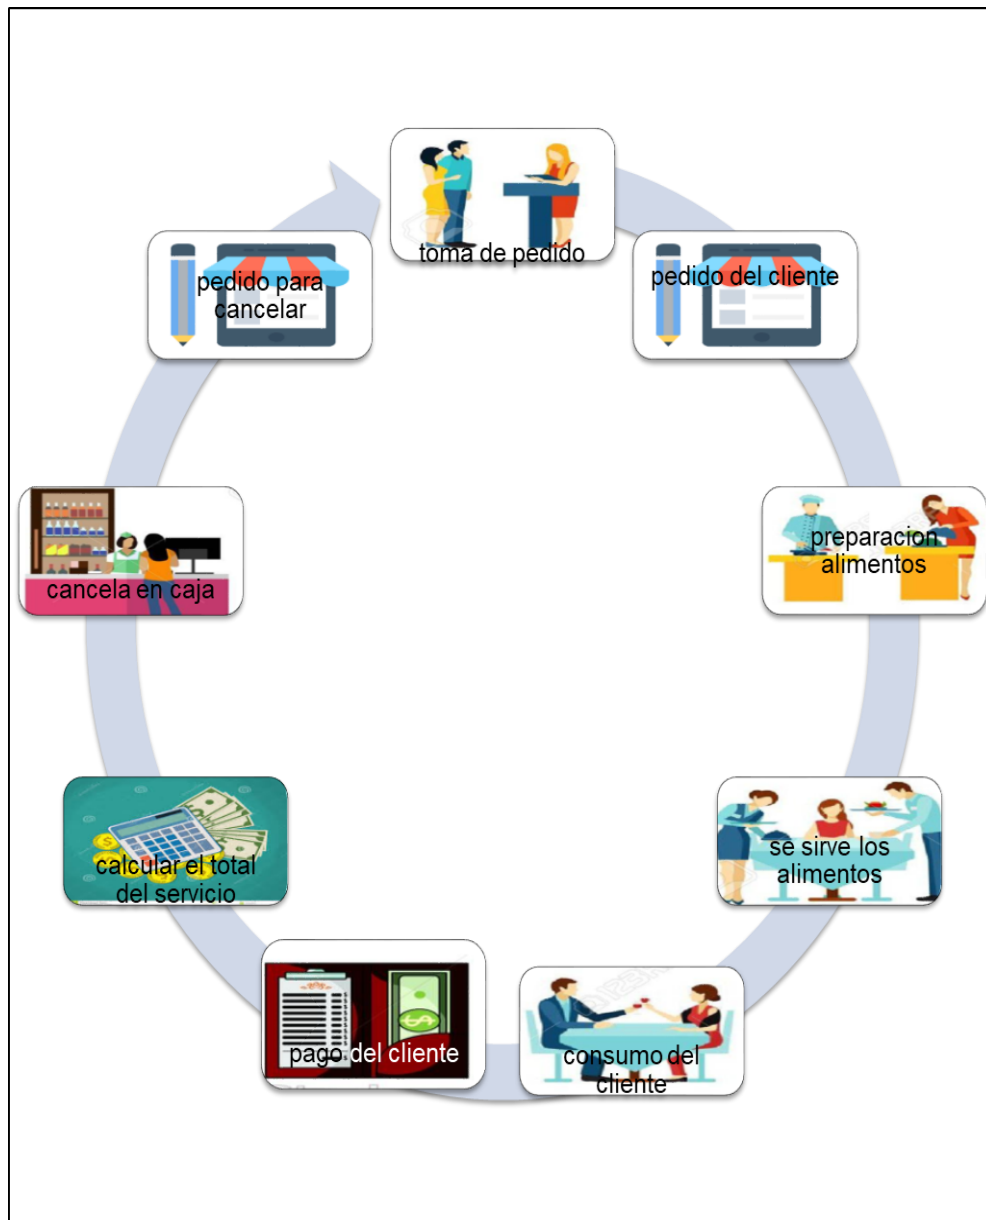 toma de pedido
pedido del cliente
preparacion
alimentos
se sirve los
alimentos
consumo del
cliente
pago del cliente
calcular el total
del servicio
cancela en caja
pedido para
cancelar